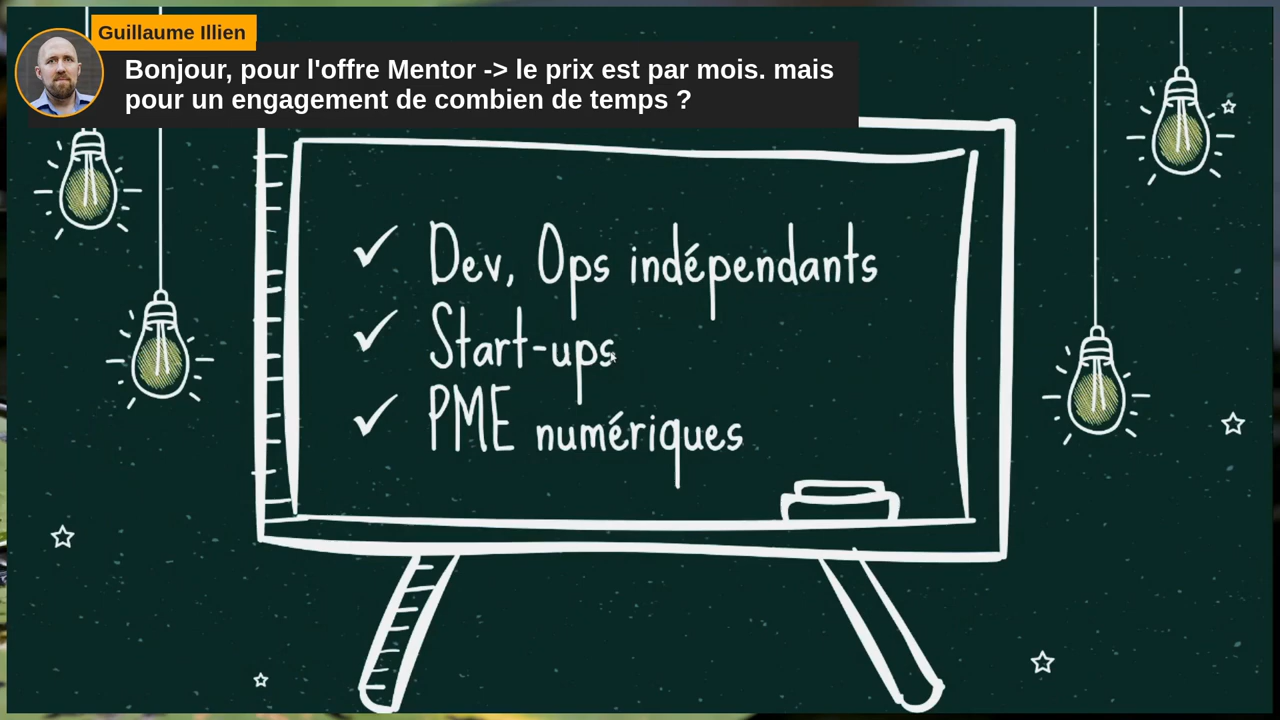 Guillaume Illien
Bonjour, pour l'offre Mentor -> le prix est par mois. mais
pour un engagement de combien de temps ?
Dev, Ops indépendants
Start-ups
PME numériques